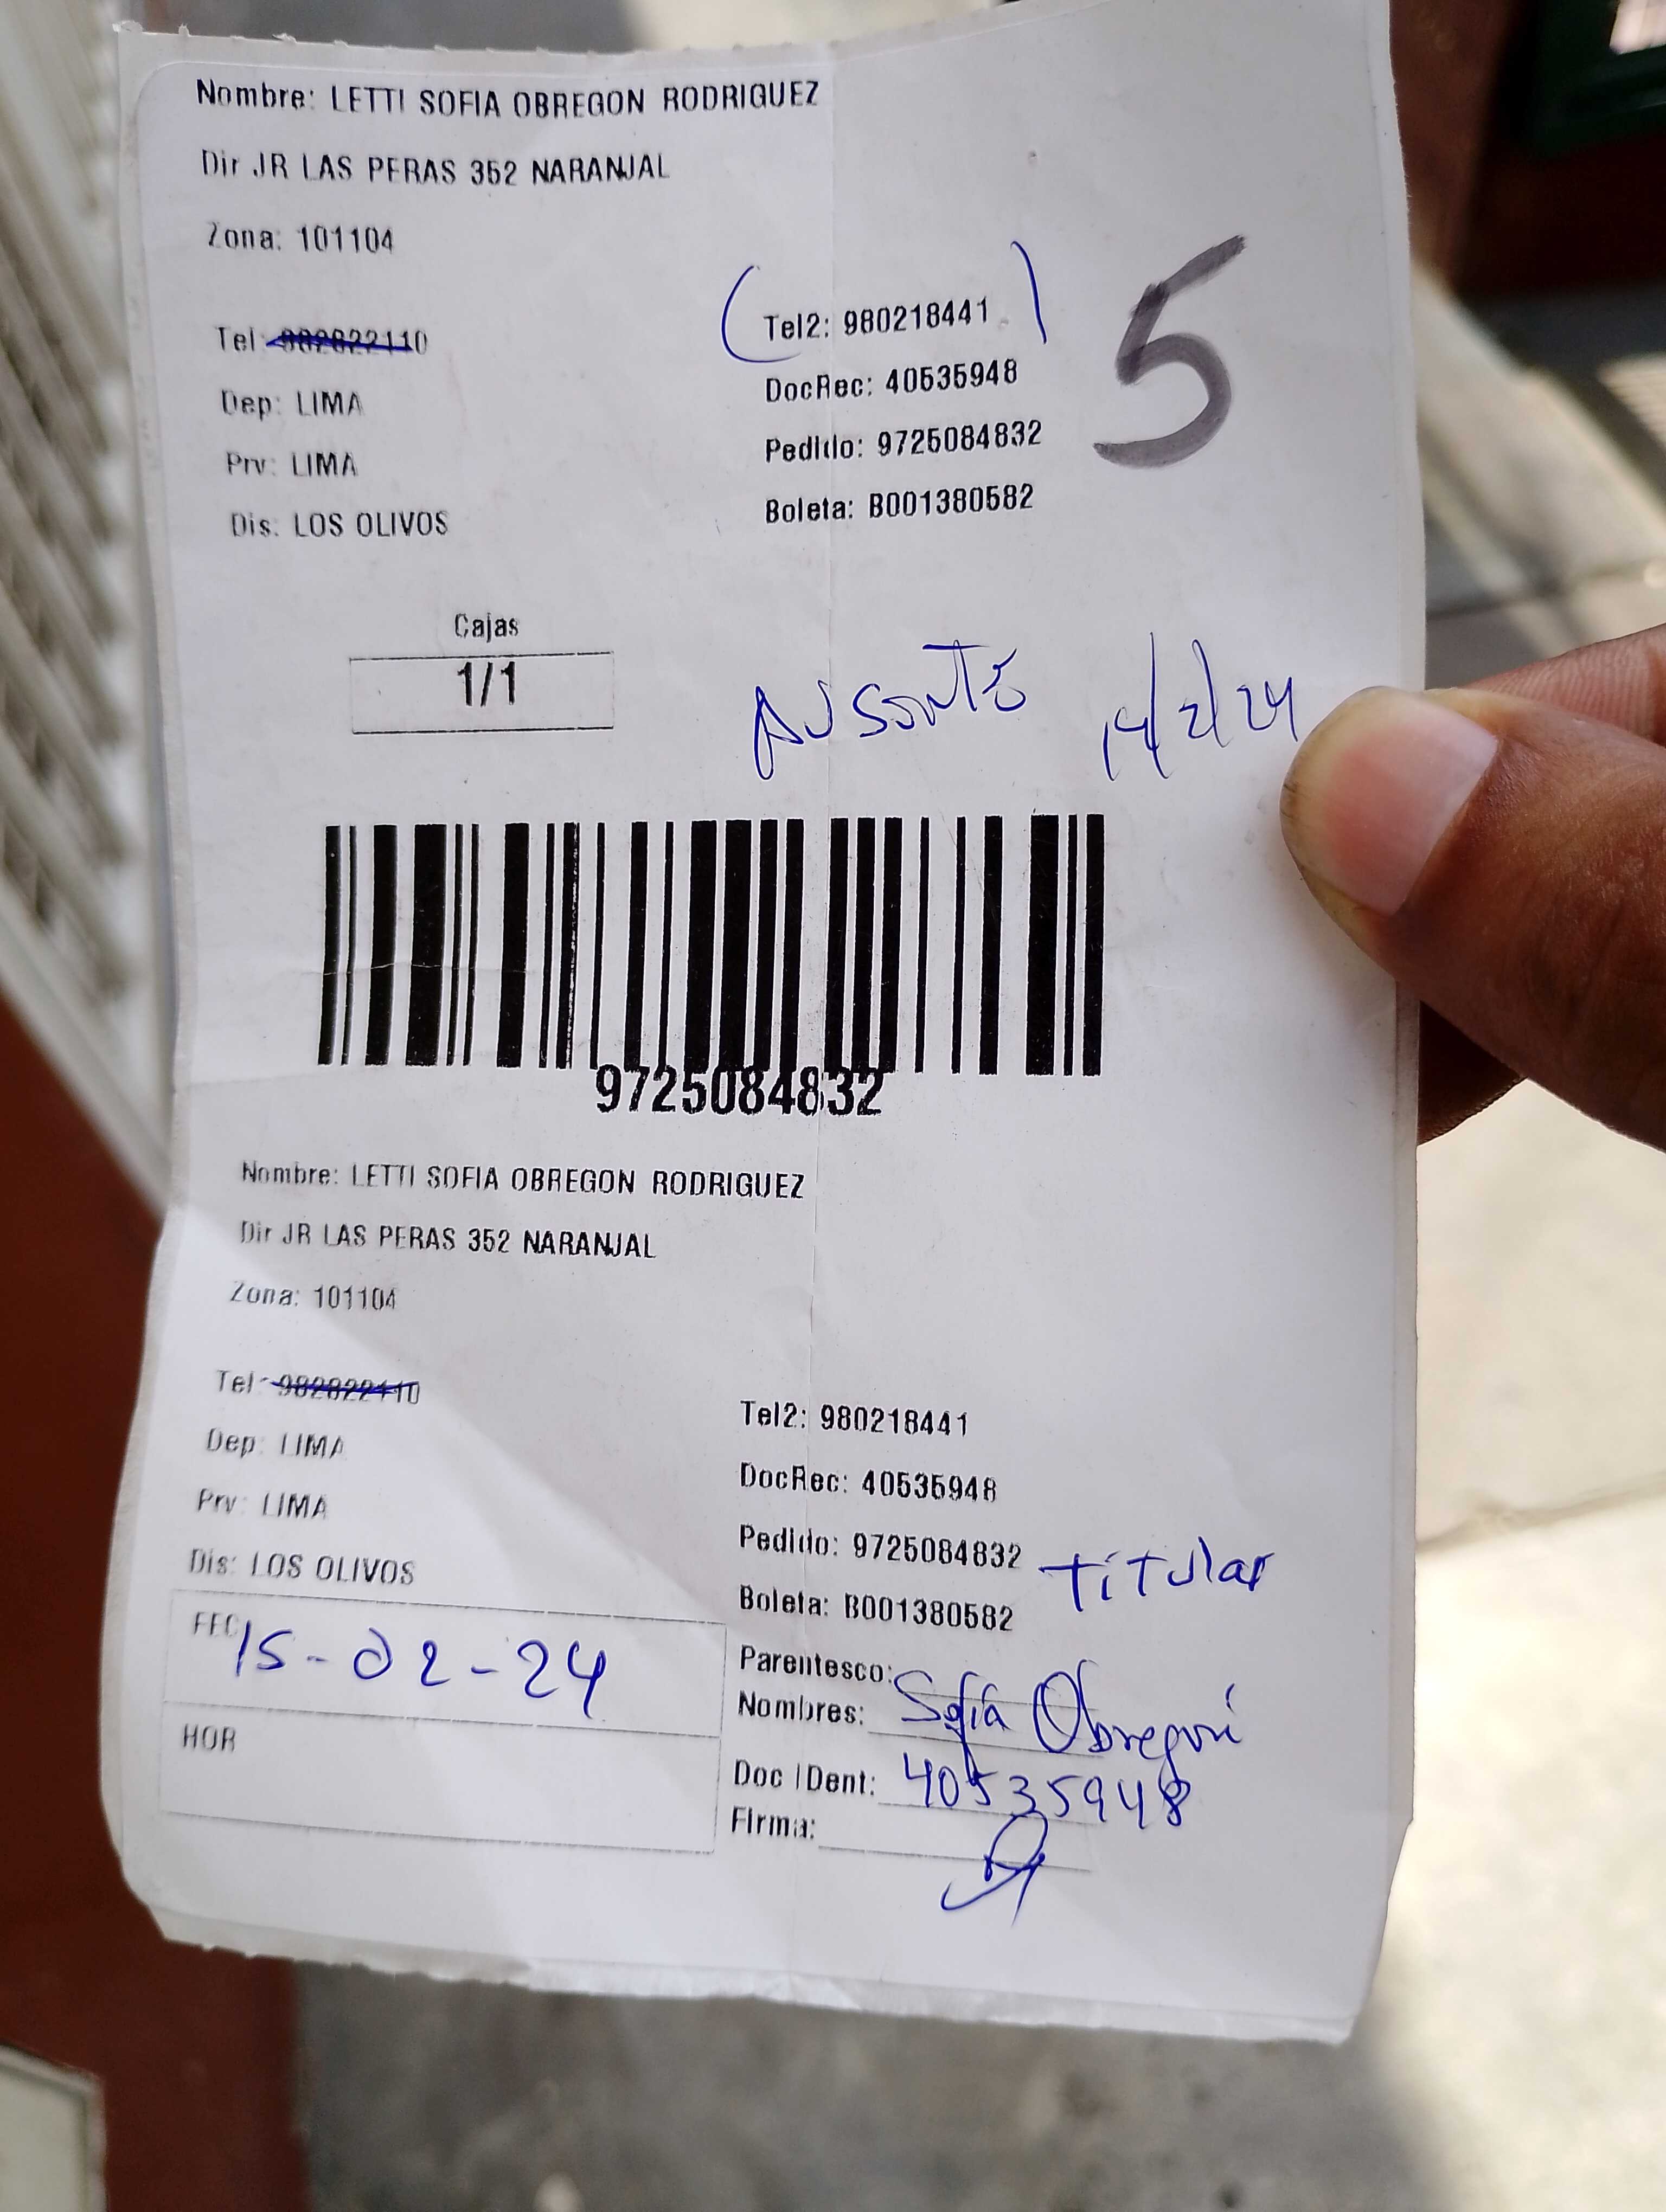 Nombre: LETTI SOFIA OBREGON RODRIGUEZ
Dir JR LAS PERAS 352 NARANJAL
Zona: 101104
Tel: 982822110 Tel2: 980218441
5
Dep: LIMA DocRec: 40535948
Prv: LIMA Pedido: 9725084832
Dis: LOS OLIVOS Boleta: B001380582
Cajas
1/1
AUSENTE 14/2/24
9725084832
Nombre: LETTI SOFIA OBREGON RODRIGUEZ
Dir JR LAS PERAS 352 NARANJAL
Zona: 101104
Tel: 982822110 Tel2: 980218441
Dep: LIMA DocRec: 40535948
Prv: LIMA Pedido: 9725084832 titular
Dis: LOS OLIVOS Boleta: B001380582
FEC 15-02-24 Parentesco:
Nombres: Sofía Obregón
HOR Doc IDent: 40535948
Firma: